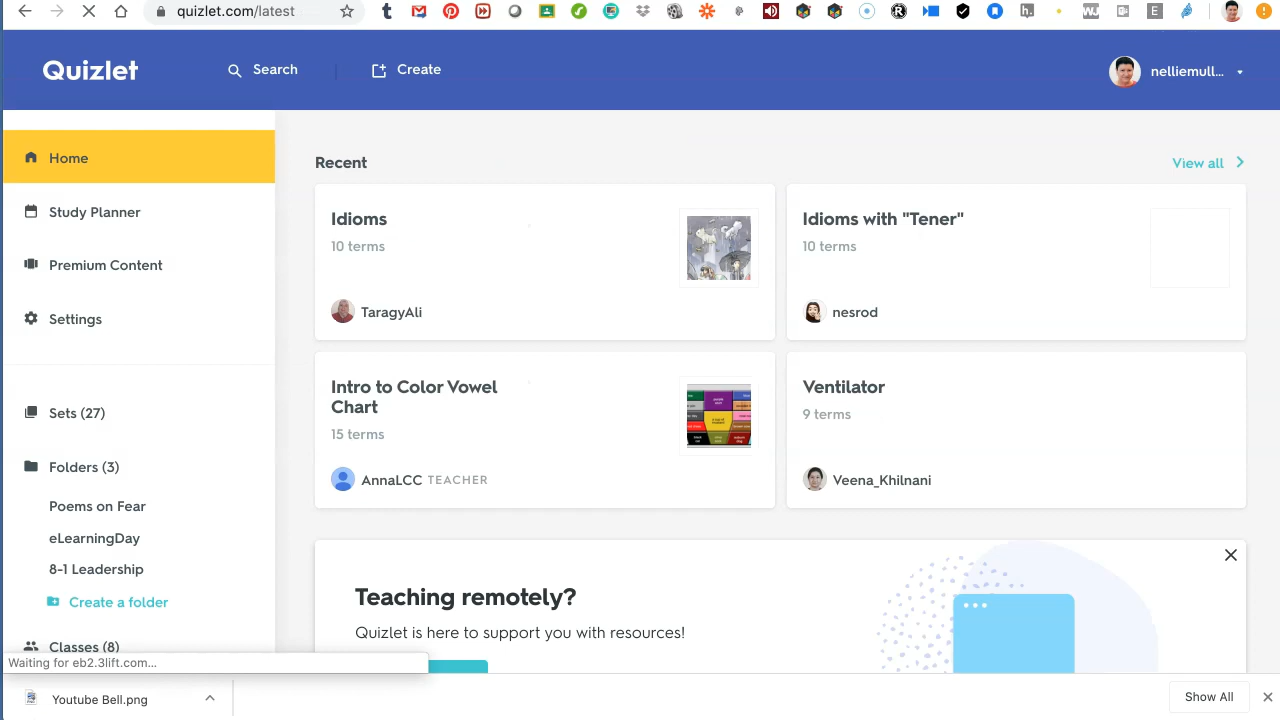 quizlet.com/latest
Quizlet
Search
Create
nelliemull...
Home
Study Planner
Premium Content
Settings
Sets (27)
Folders (3)
Poems on Fear
eLearningDay
8-1 Leadership
Create a folder
Classes (8)
Recent
View all
Idioms
10 terms
TaragyAli
Idioms with "Tener"
10 terms
nesrod
Intro to Color Vowel
Chart
15 terms
AnnaLCC TEACHER
Ventilator
9 terms
Veena_Khilnani
Teaching remotely?
Quizlet is here to support you with resources!
Waiting for eb2.3lift.com...
Youtube Bell.png
Show All